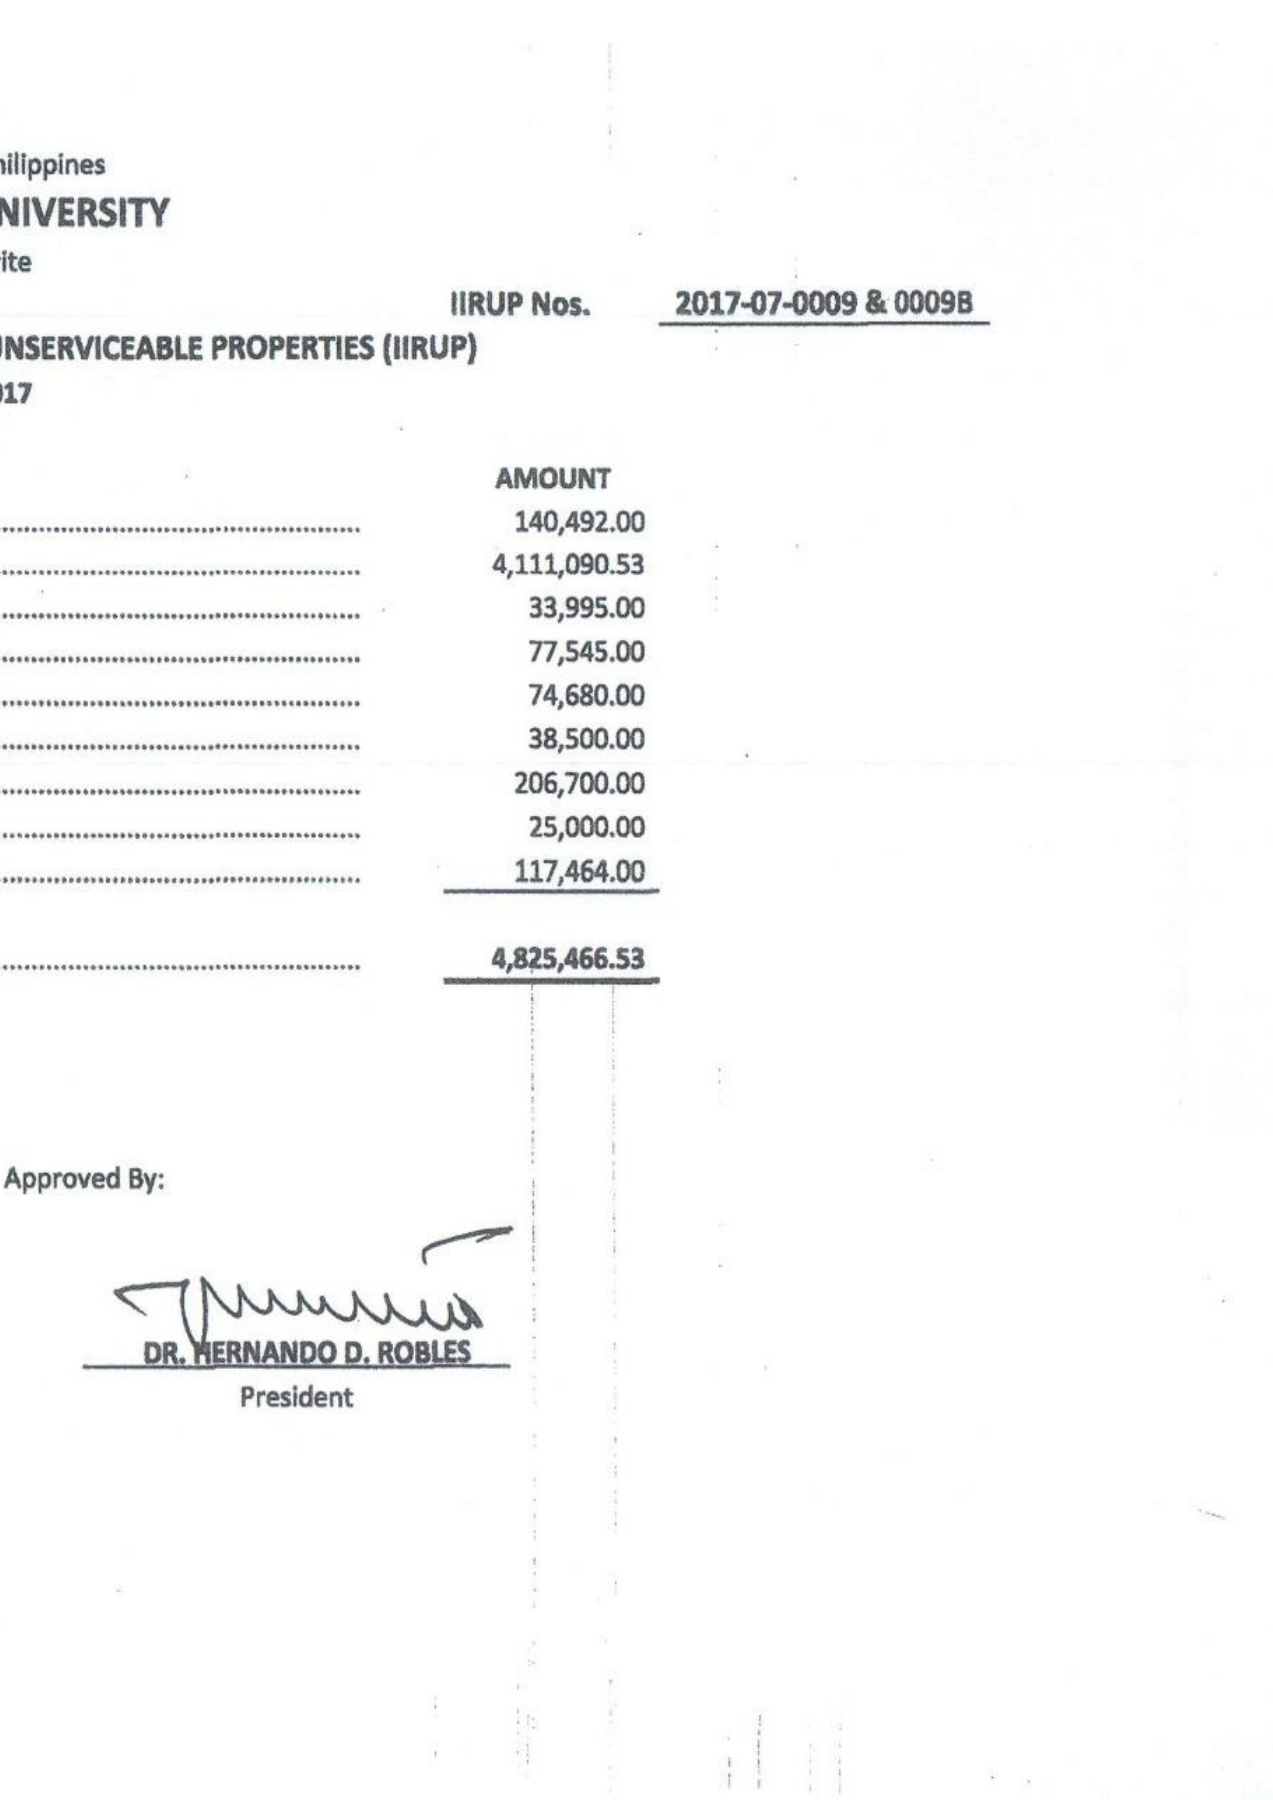 hilippines
NIVERSITY
ite
IIRUP Nos. 2017-07-0009 & 0009B
UNSERVICEABLE PROPERTIES (IIRUP)
017
AMOUNT
140,492.00
4,111,090.53
33,995.00
77,545.00
74,680.00
38,500.00
206,700.00
25,000.00
117,464.00
4,825,466.53
Approved By:
DR. HERNANDO D. ROBLES
President